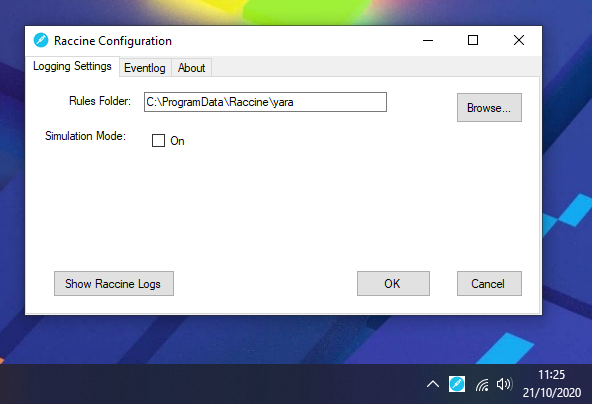 Raccine Configuration
Logging Settings Eventlog About
Rules Folder: C:\ProgramData\Raccine\yara Browse...
Simulation Mode: On
Show Raccine Logs OK Cancel
11:25
21/10/2020